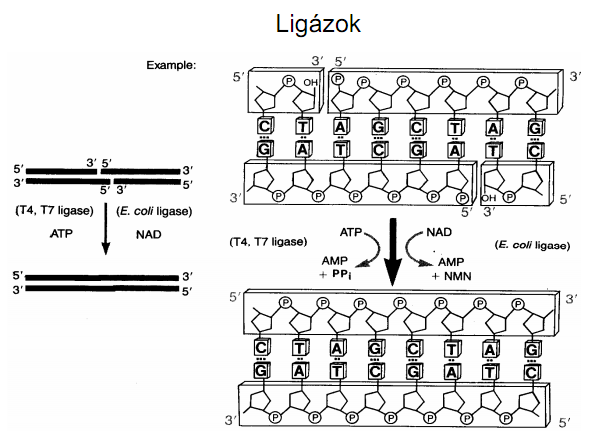 Ligázok
Example:
3' 5'
5' 3'
OH
P P P P P P P
C T A G C T A G
G A T C G A T C
P P P P P OH P
3' 5' 3' 5'
3' 5'
5' 3'
3' 5' 3' 5'
(T4, T7 ligase) (E. coli ligase)
ATP NAD
5' 3'
3' 5'
(T4, T7 ligase) ATP NAD (E. coli ligase)
AMP AMP
+ PPi + NMN
5' 3'
P P P P P P P
C T A G C T A G
G A T C G A T C
P P P P P P P
3' 5'